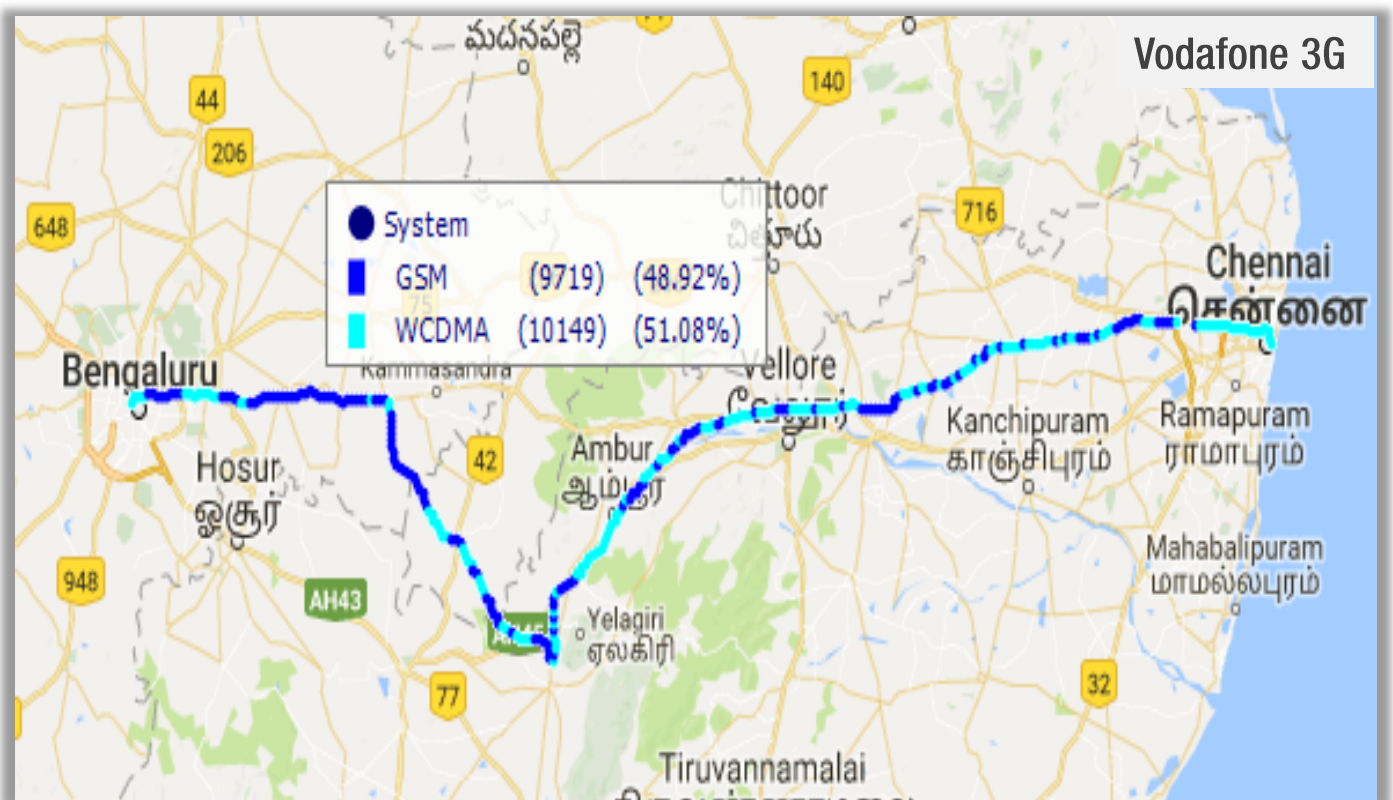 మదనపల్లె
Vodafone 3G
44
140
206
Chittoor
చిత్తూరు
648
716
System
GSM (9719) (48.92%)
WCDMA (10149) (51.08%)
75
Chennai
சென்னை
Bengaluru
Kammasandra
Vellore
வேலூர்
Kanchipuram
காஞ்சிபுரம்
Ramapuram
ராமாபுரம்
Ambur
ஆம்பூர்
42
Hosur
ஓசூர்
Mahabalipuram
மாமல்லபுரம்
948
AH43
Yelagiri
ஏலகிரி
77
32
Tiruvannamalai